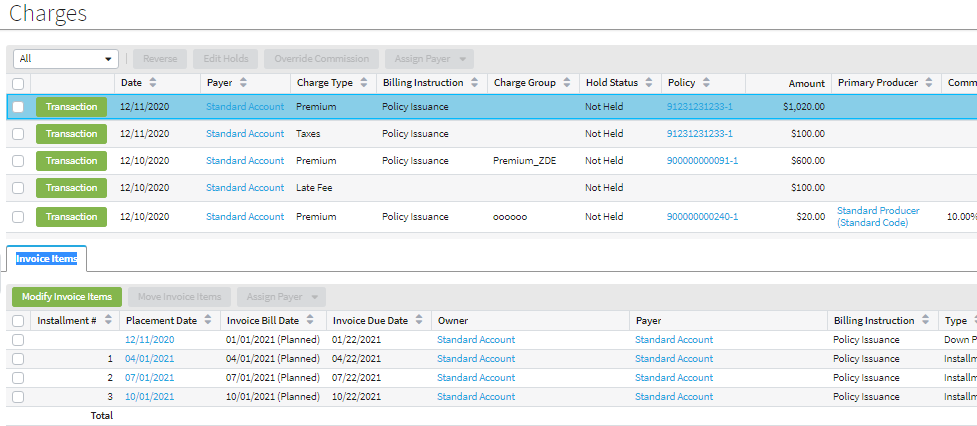 Charges
All Reverse Edit Holds Override Commission Assign Payer
Date Payer Charge Type Billing Instruction Charge Group Hold Status Policy Amount Primary Producer Comm
Transaction 12/11/2020 Standard Account Premium Policy Issuance Not Held 91231231233-1 $1,020.00
Transaction 12/11/2020 Standard Account Taxes Policy Issuance Not Held 91231231233-1 $100.00
Transaction 12/10/2020 Standard Account Premium Policy Issuance Premium_ZDE Not Held 900000000091-1 $600.00
Transaction 12/10/2020 Standard Account Late Fee Not Held $100.00
Transaction 12/10/2020 Standard Account Premium Policy Issuance oooooo Not Held 900000000240-1 $20.00 Standard Producer (Standard Code) 10.00%
Invoice Items
Modify Invoice Items Move Invoice Items Assign Payer
Installment # Placement Date Invoice Bill Date Invoice Due Date Owner Payer Billing Instruction Type
12/11/2020 01/01/2021 (Planned) 01/22/2021 Standard Account Standard Account Policy Issuance Down P
1 04/01/2021 04/01/2021 (Planned) 04/22/2021 Standard Account Standard Account Policy Issuance Installm
2 07/01/2021 07/01/2021 (Planned) 07/22/2021 Standard Account Standard Account Policy Issuance Installm
3 10/01/2021 10/01/2021 (Planned) 10/22/2021 Standard Account Standard Account Policy Issuance Installm
Total